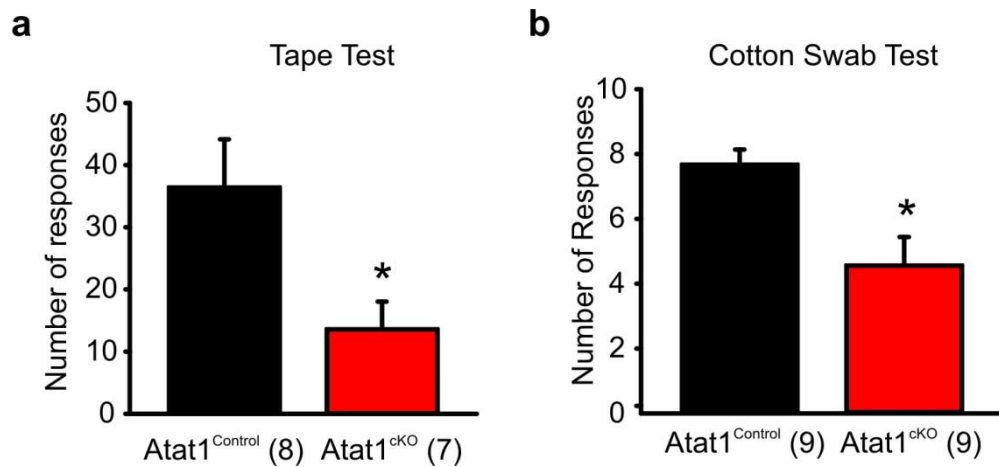 a
Tape Test
Number of responses
50
40
30
20
10
0
*
Atat1Control (8) Atat1cKO (7)
b
Cotton Swab Test
Number of Responses
10
8
6
4
2
0
*
Atat1Control (9) Atat1cKO (9)